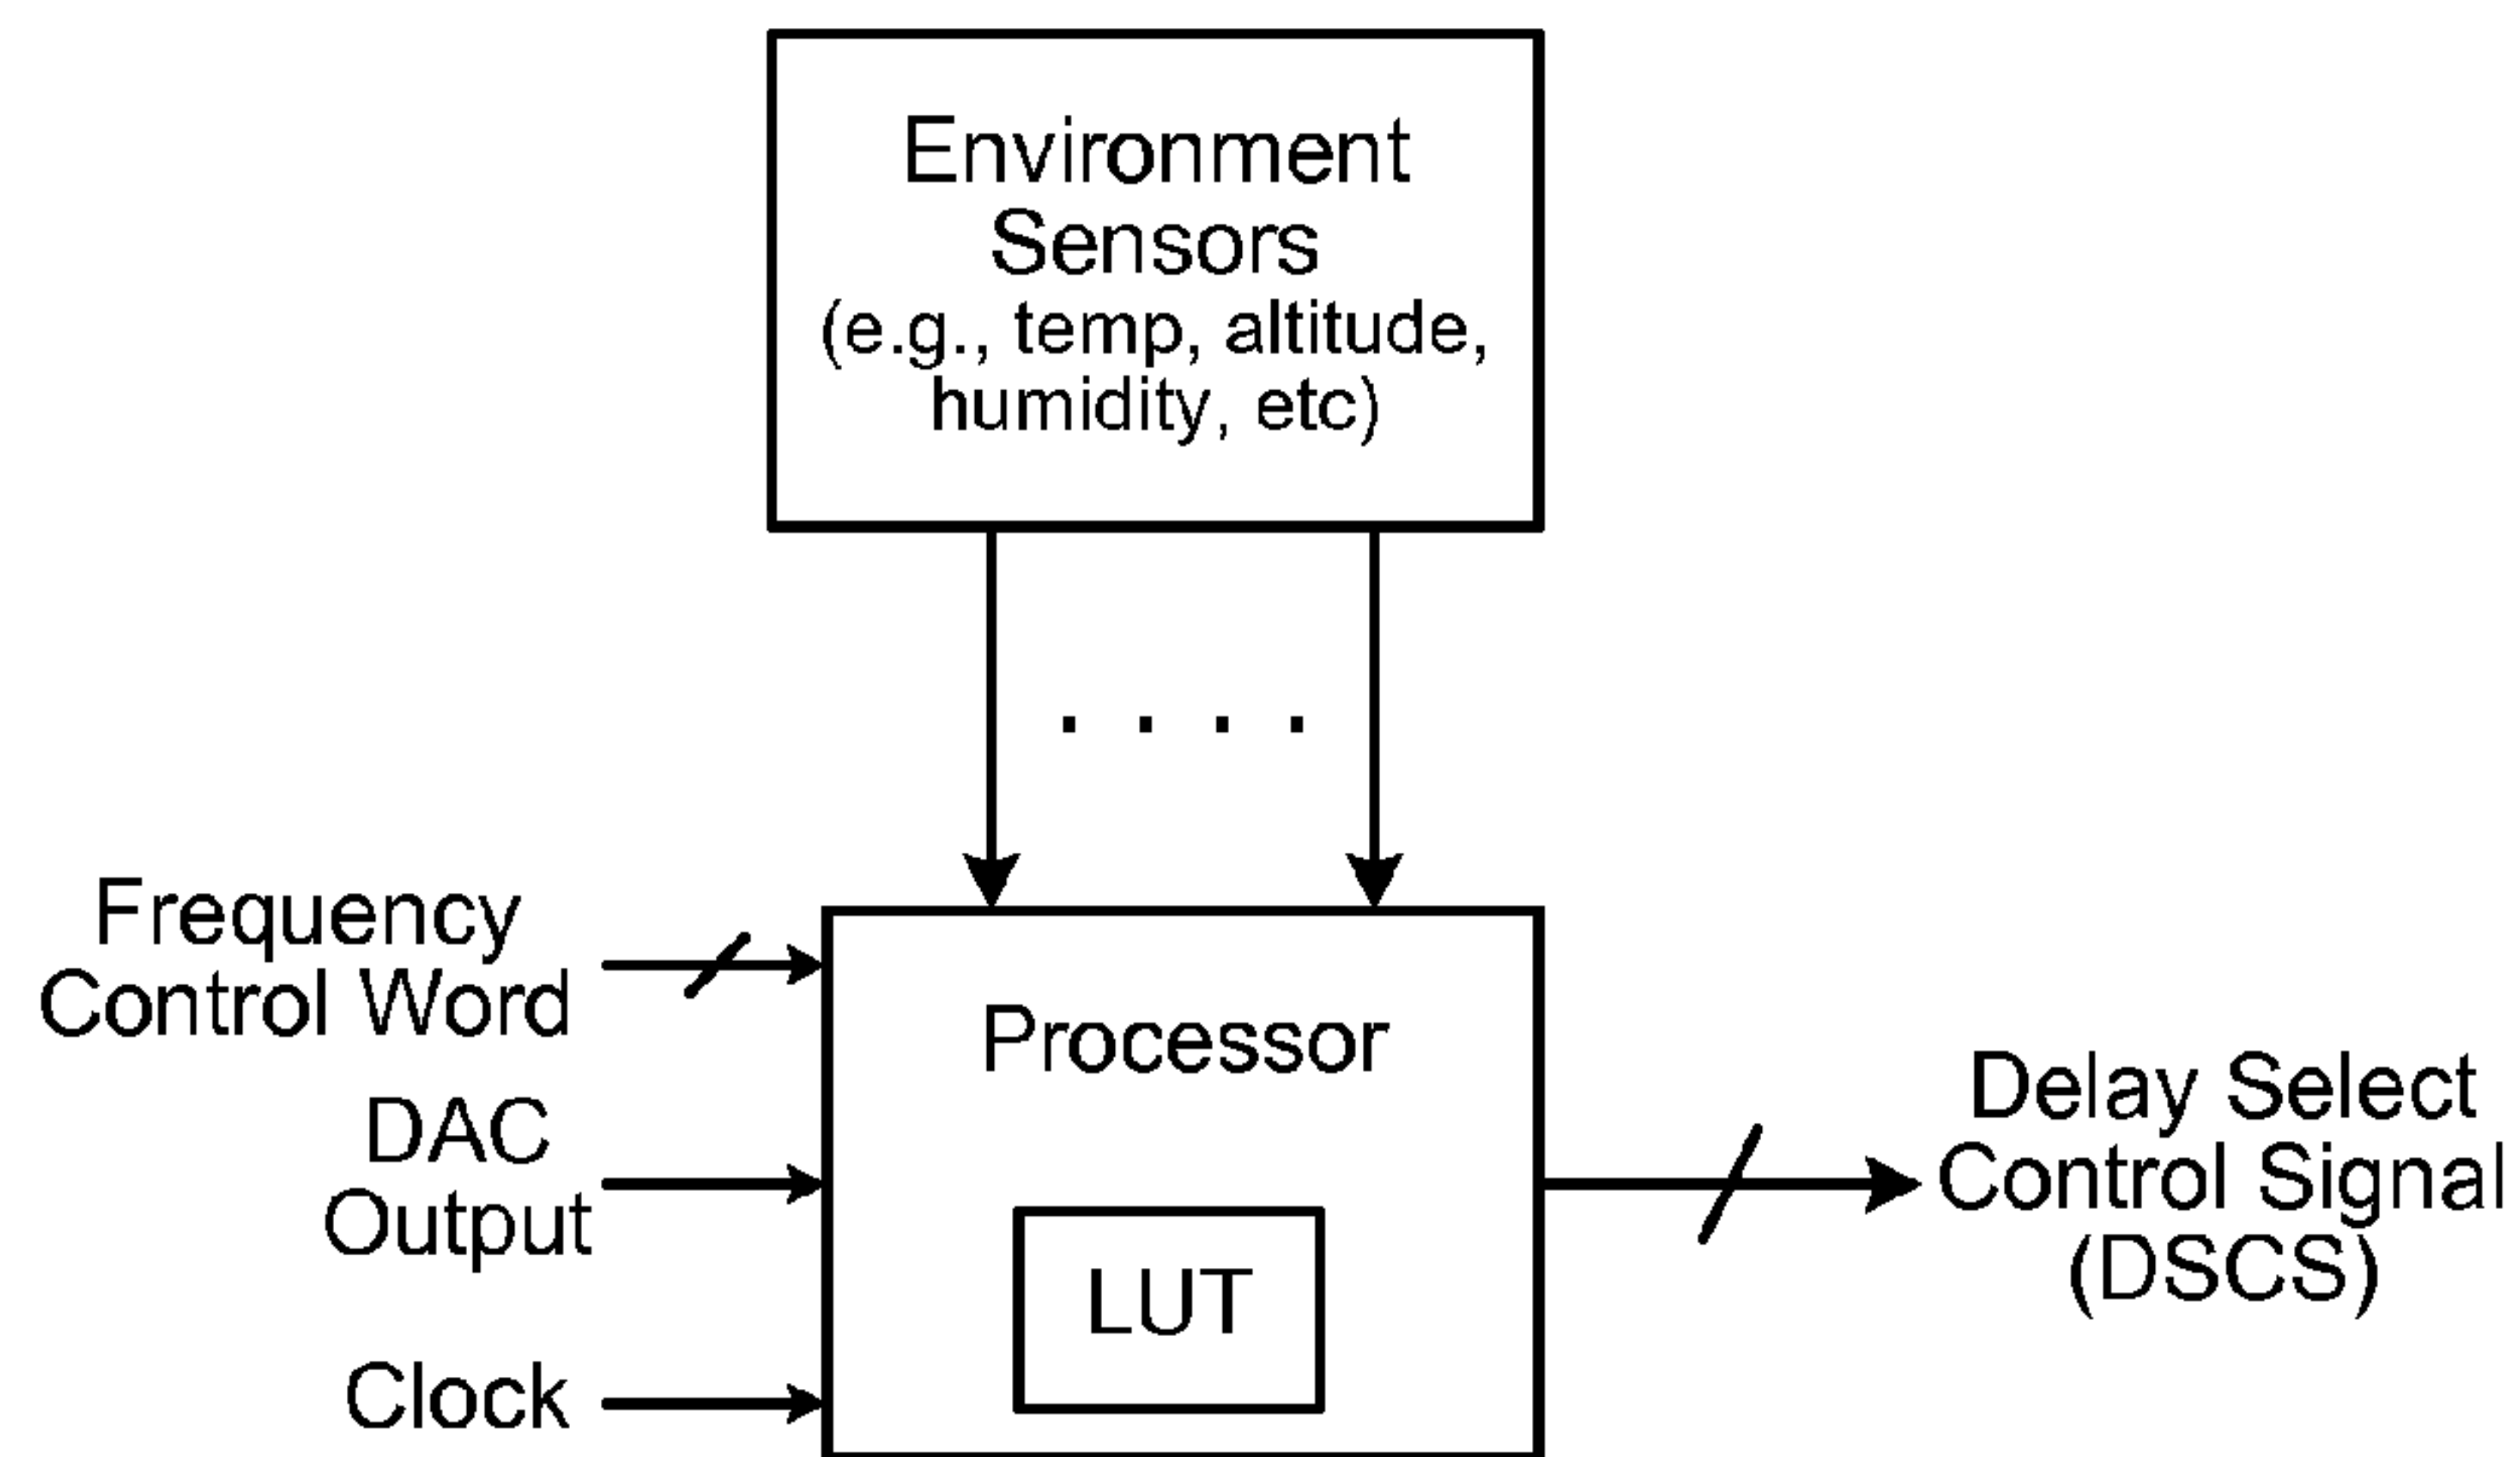 Environment
Sensors
(e.g., temp, altitude,
humidity, etc)
. . . .
Frequency
Control Word
Processor
DAC
Output
Delay Select
Control Signal
(DSCS)
LUT
Clock